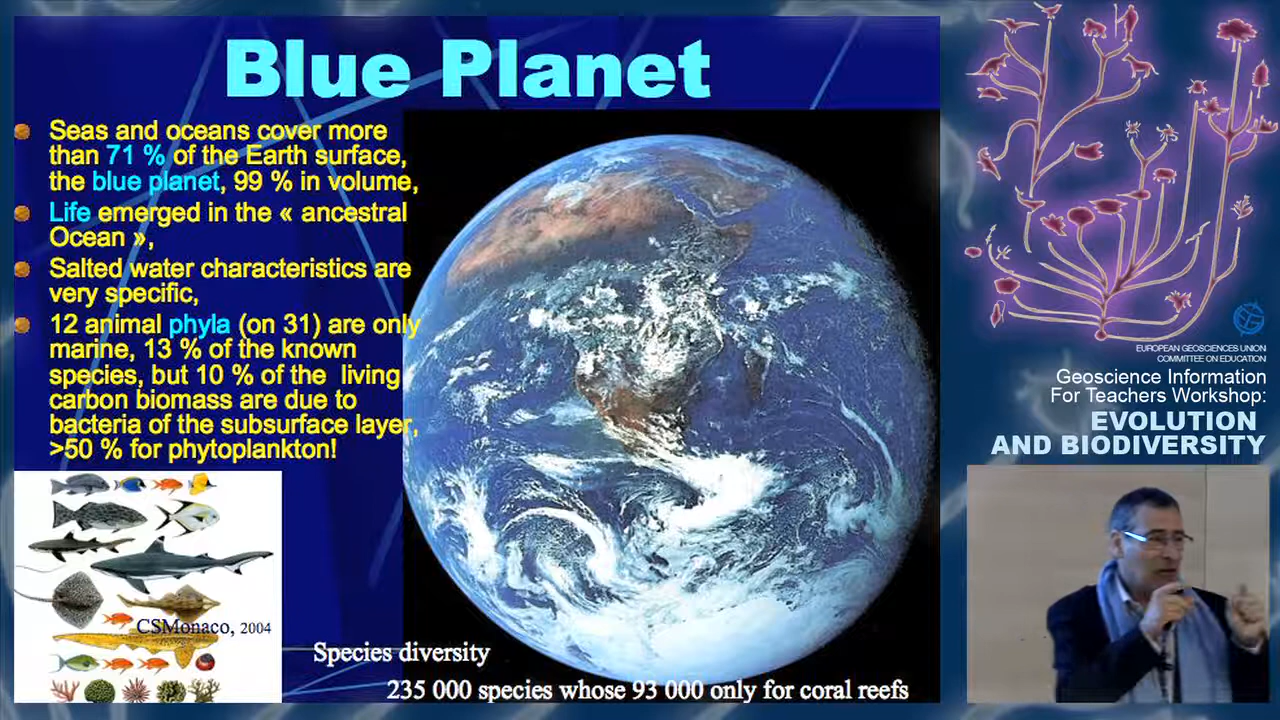 Blue Planet
Seas and oceans cover more
than 71 % of the Earth surface,
the blue planet, 99 % in volume,
Life emerged in the « ancestral
Ocean »,
Salted water characteristics are
very specific,
12 animal phyla (on 31) are only
marine, 13 % of the known
species, but 10 % of the living
carbon biomass are due to
bacteria of the subsurface layer,
>50 % for phytoplankton!
CSMonaco, 2004
Species diversity
235 000 species whose 93 000 only for coral reefs
EUROPEAN GEOSCIENCES UNION
COMMITTEE ON EDUCATION
Geoscience Information
For Teachers Workshop:
EVOLUTION
AND BIODIVERSITY